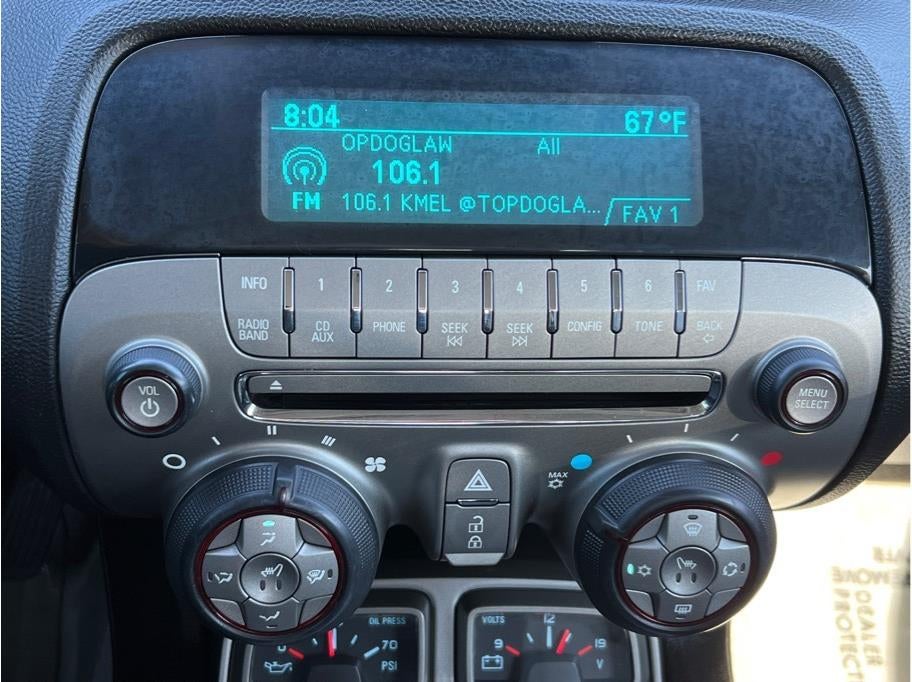 8:04 67°F
OPDOGLAW All
106.1
FM 106.1 KMEL @TOPDOGLA... FAV 1
INFO 1 2 3 4 5 6 FAV
RADIO BAND CD AUX PHONE SEEK SEEK CONFIG TONE BACK
VOL
MENU SELECT
MAX
OIL PRESS
0 70
PSI
VOLTS
9 12 19
V
DEALER